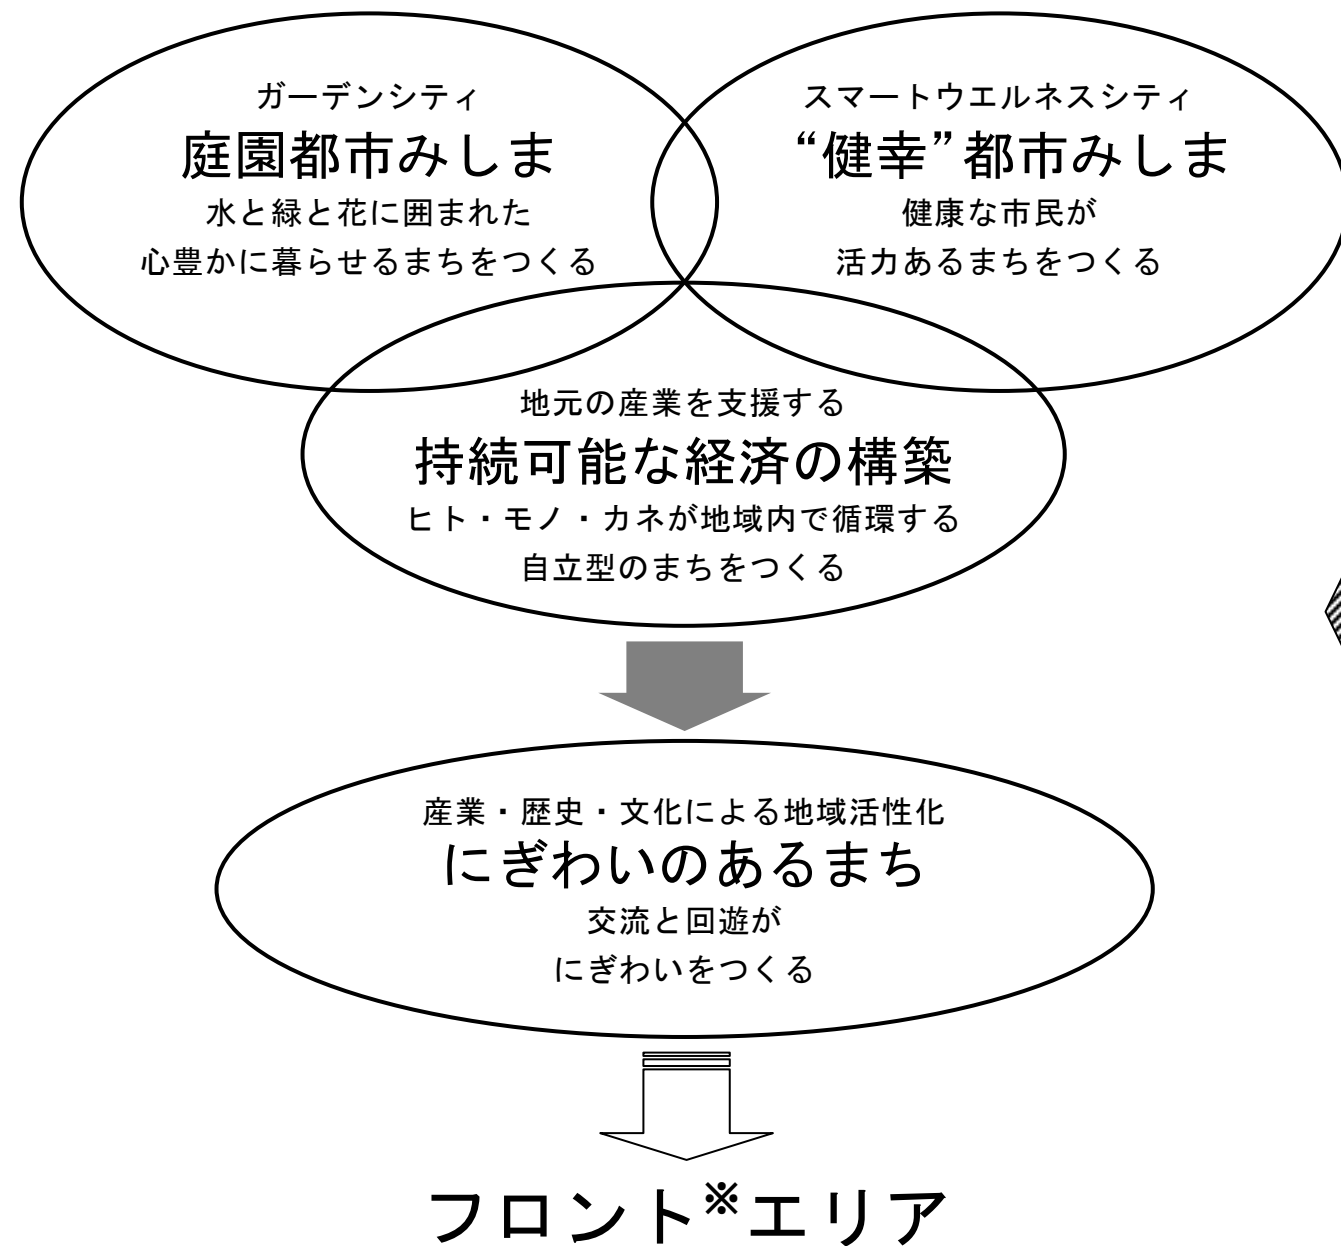 ガーデンシティ
庭園都市みしま
水と緑と花に囲まれた
心豊かに暮らせるまちをつくる
スマートウエルネスシティ
“健幸”都市みしま
健康な市民が
活力あるまちをつくる
地元の産業を支援する
持続可能な経済の構築
ヒト・モノ・カネが地域内で循環する
自立型のまちをつくる
産業・歴史・文化による地域活性化
にぎわいのあるまち
交流と回遊が
にぎわいをつくる
フロント※エリア